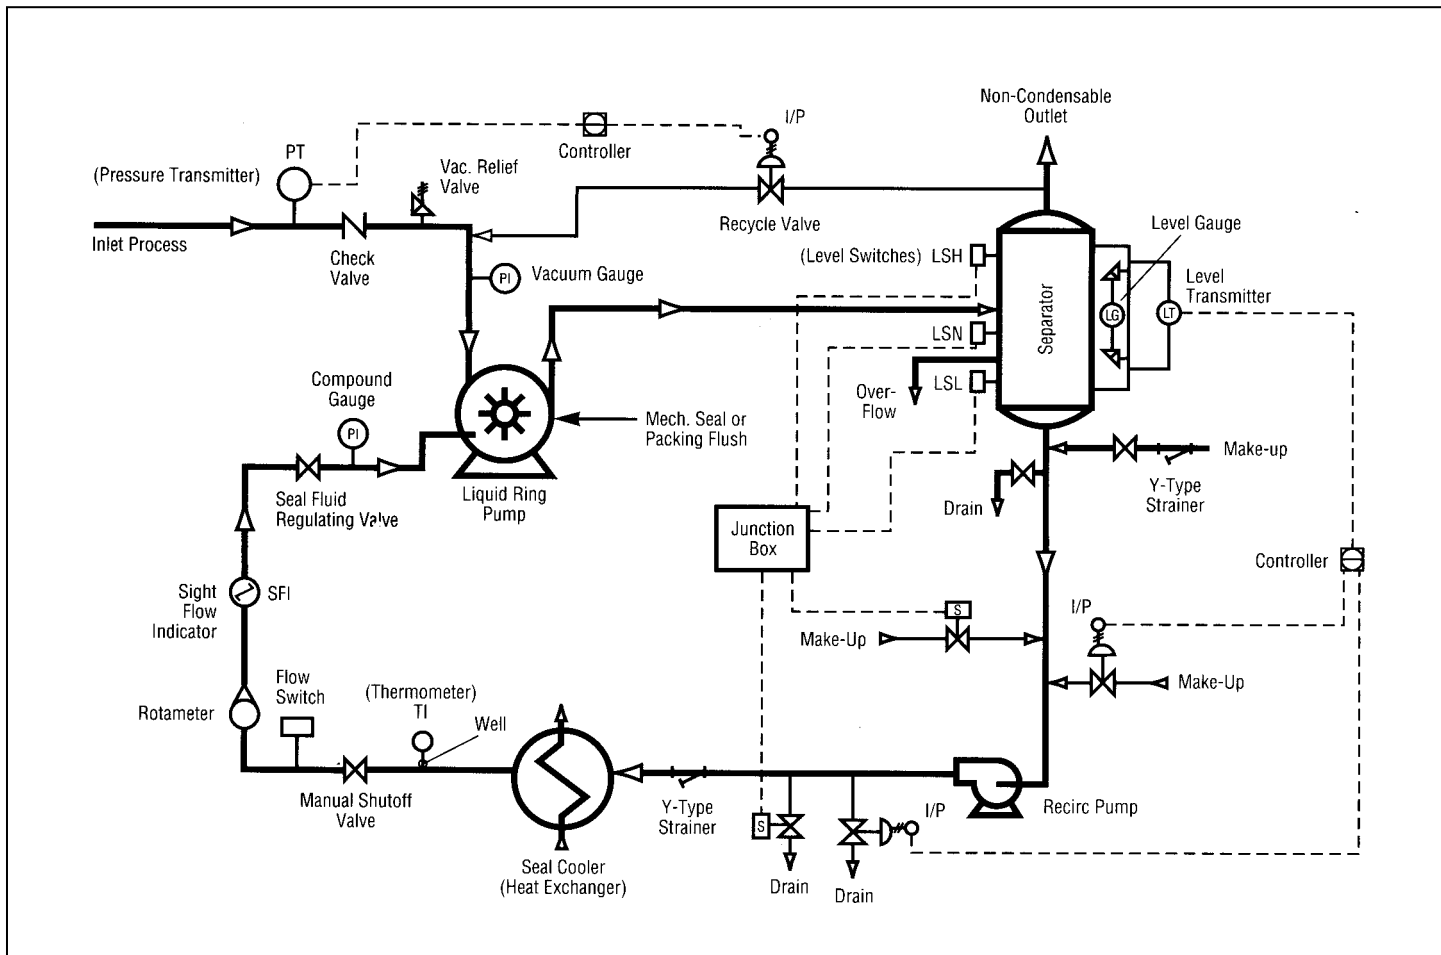 Non-Condensable
Outlet
I/P
PT
Controller
(Pressure Transmitter)
Vac. Relief
Valve
Recycle Valve
Inlet Process
Check
Valve
Level Gauge
(Level Switches) LSH
Level
Transmitter
PI
Vacuum Gauge
Separator
LG
LT
LSN
Compound
Gauge
LSL
Over-
Flow
PI
Mech. Seal or
Packing Flush
Make-up
Seal Fluid
Regulating Valve
Liquid Ring
Pump
Drain
Y-Type
Strainer
Junction
Box
Controller
Sight
Flow
Indicator
SFI
S
I/P
Make-Up
Make-Up
Flow
Switch
(Thermometer)
TI
Well
Rotameter
Manual Shutoff
Valve
Y-Type
Strainer
Recirc Pump
I/P
S
Seal Cooler
(Heat Exchanger)
Drain
Drain